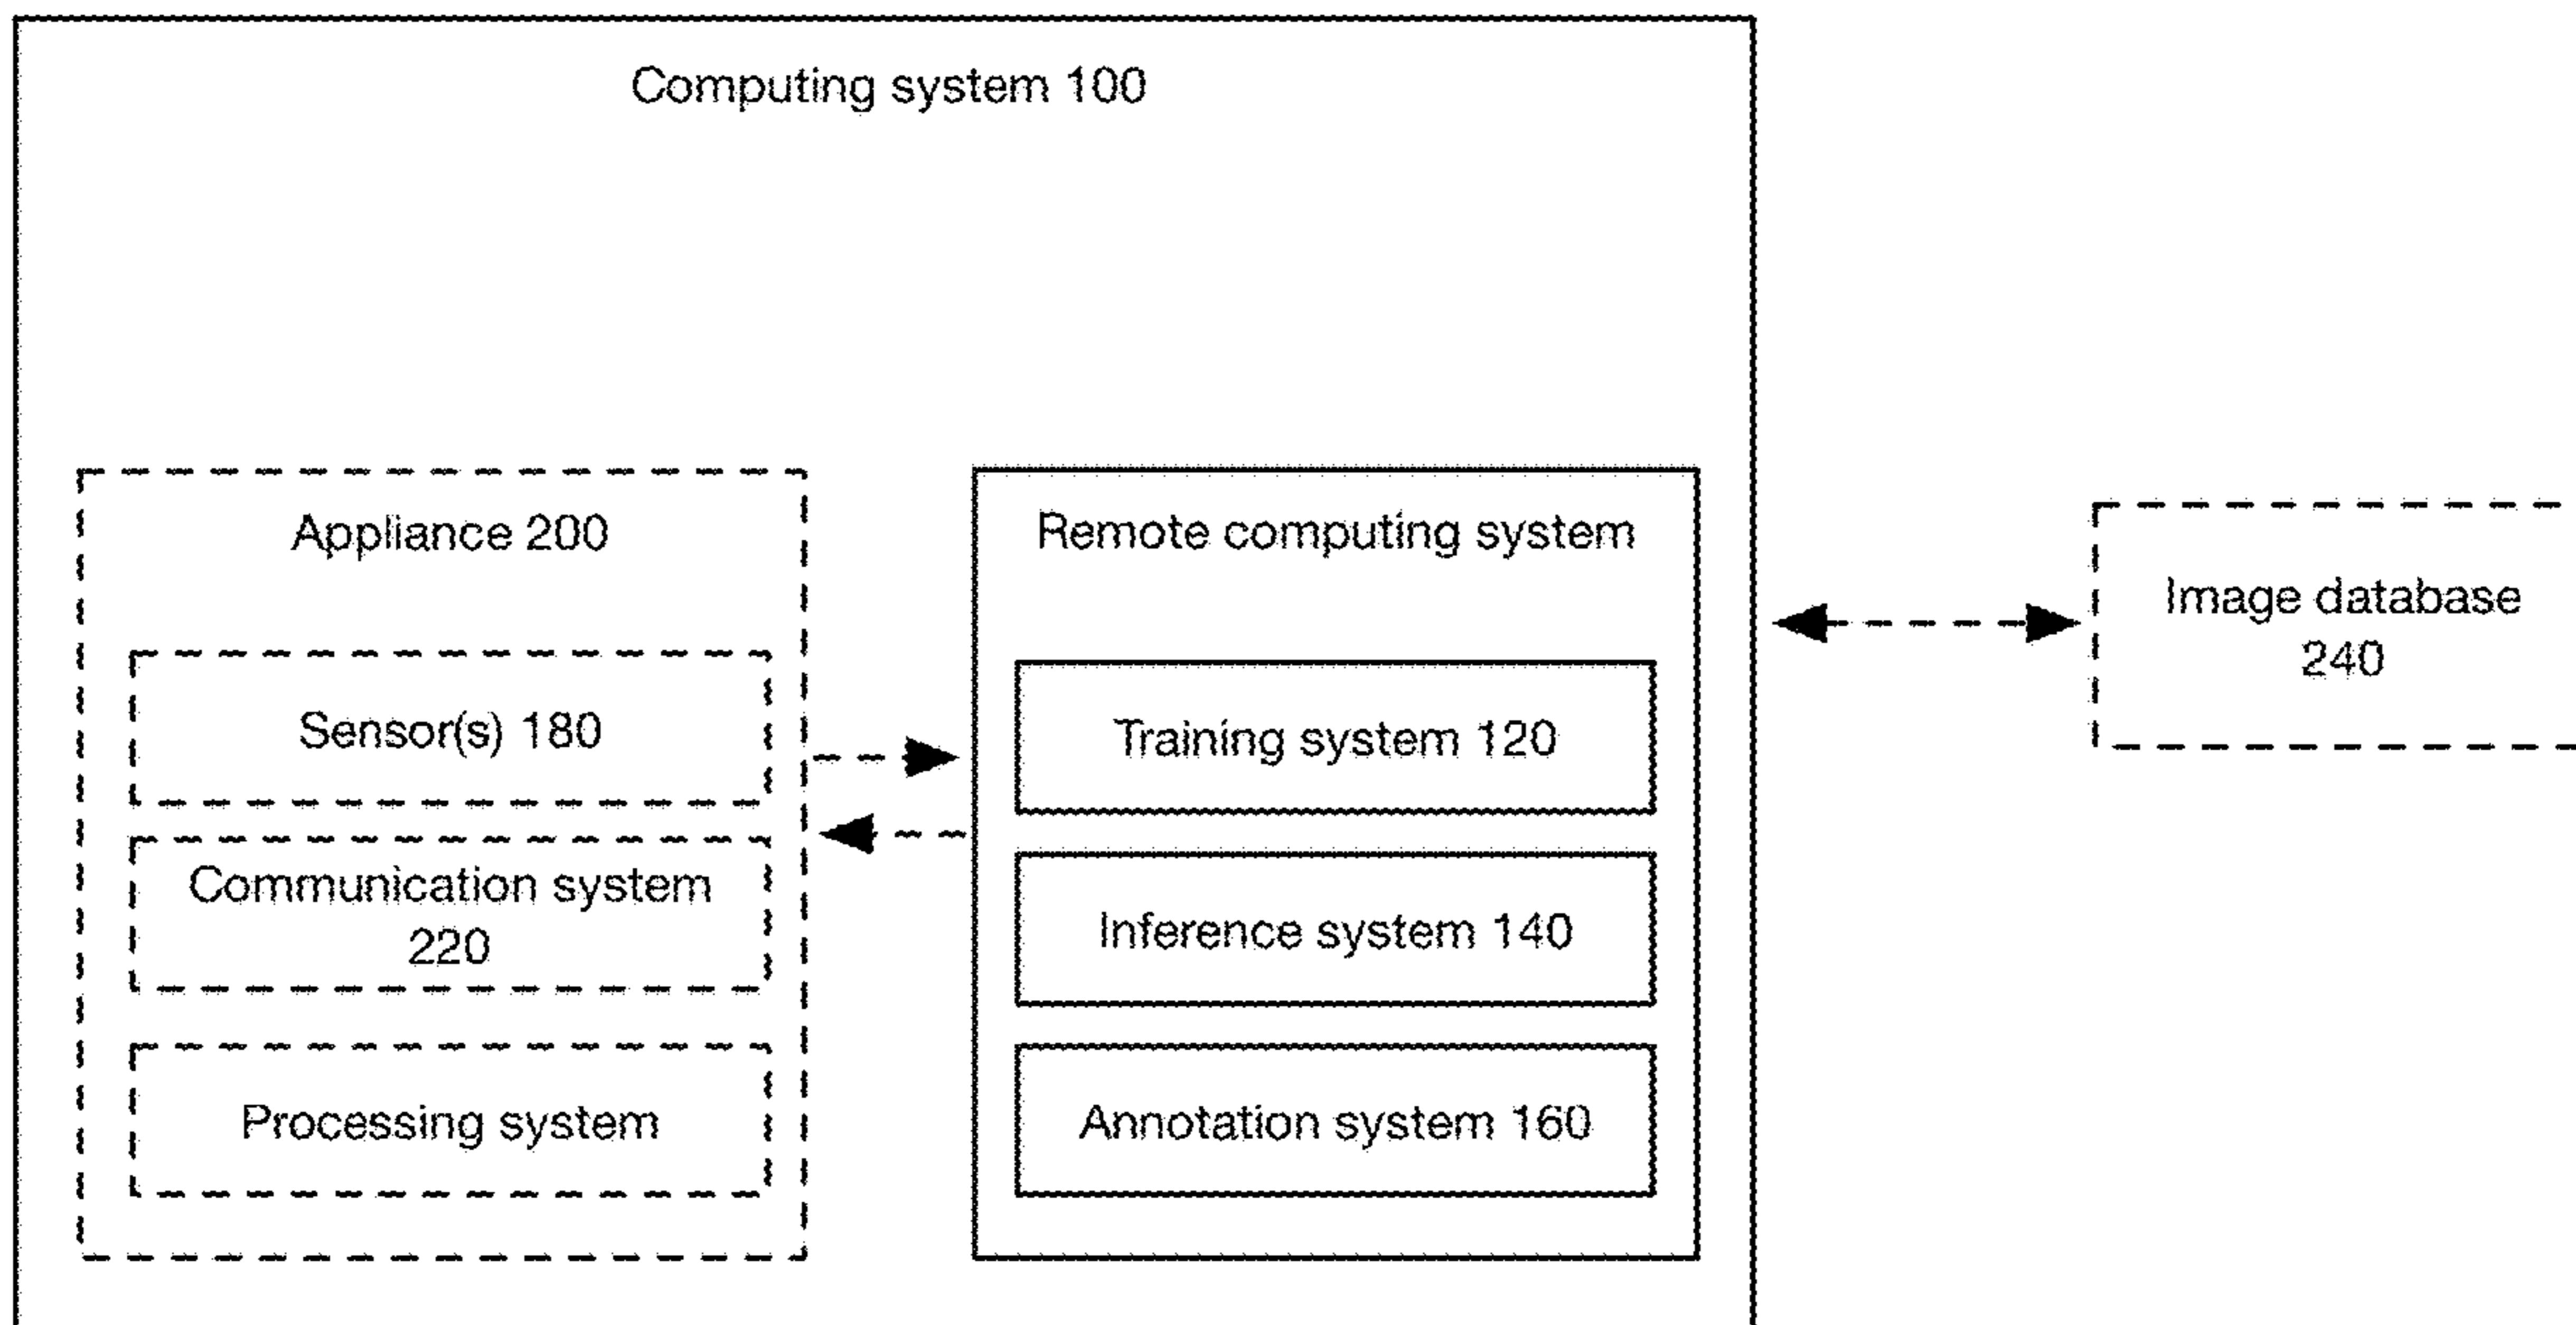 Computing system 100
Appliance 200
Sensor(s) 180
Communication system
220
Processing system
Remote computing system
Training system 120
Inference system 140
Annotation system 160
Image database
240